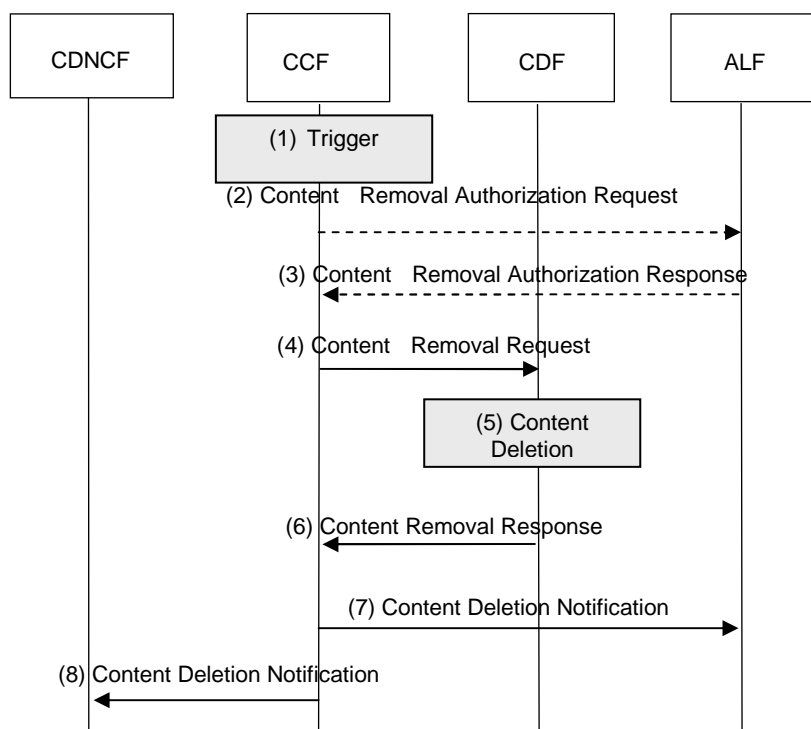 CDNCF
CCF
CDF
ALF
(1) Trigger
(2) Content Removal Authorization Request
(3) Content Removal Authorization Response
(4) Content Removal Request
(5) Content
Deletion
(6) Content Removal Response
(7) Content Deletion Notification
(8) Content Deletion Notification